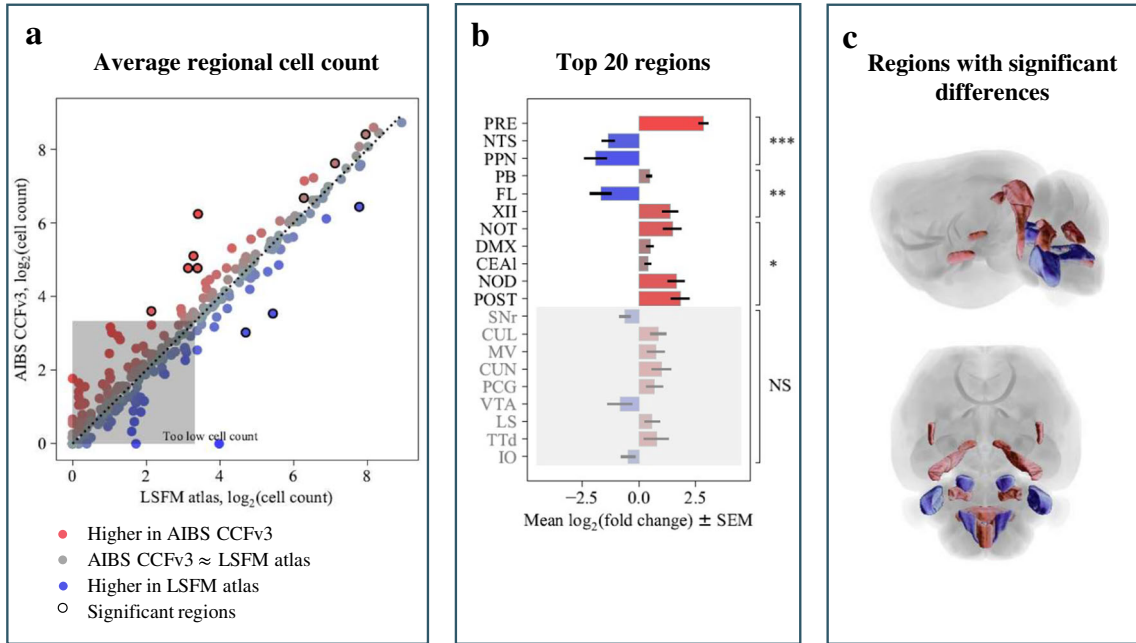 a
Average regional cell count
AIBS CCFv3, log₂(cell count)
8
6
4
2
0
Too low cell count
0
2
4
6
8
LSFM atlas, log₂(cell count)
Higher in AIBS CCFv3
AIBS CCFv3 ≈ LSFM atlas
Higher in LSFM atlas
Significant regions
b
Top 20 regions
PRE
NTS
PPN
PB
FL
XII
NOT
DMX
CEAl
NOD
POST
SNr
CUL
MV
CUN
PCG
VTA
LS
TTd
IO
***
**
*
NS
−2.5
0.0
2.5
Mean log₂(fold change) ± SEM
c
Regions with significant
differences